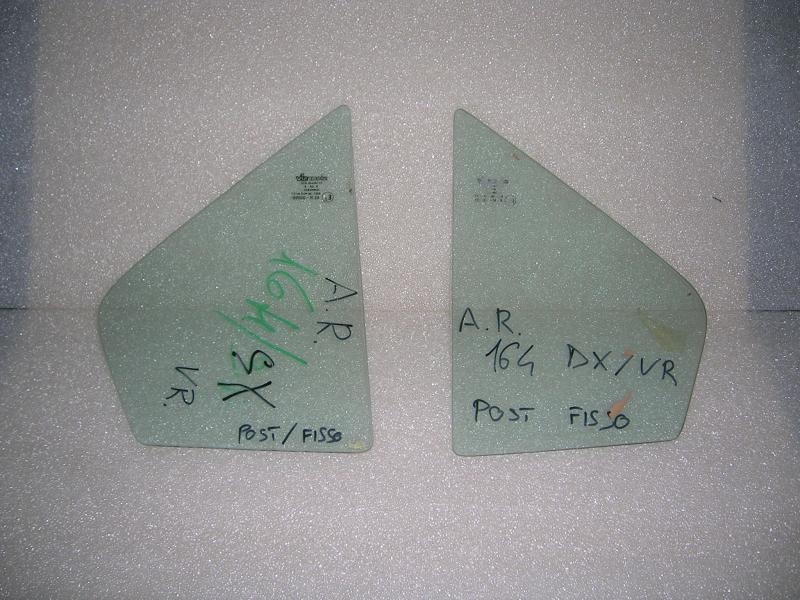 A.R.
164/SX
VR.
POST/FISSO
A.R.
164 DX/VR
POST FISSO